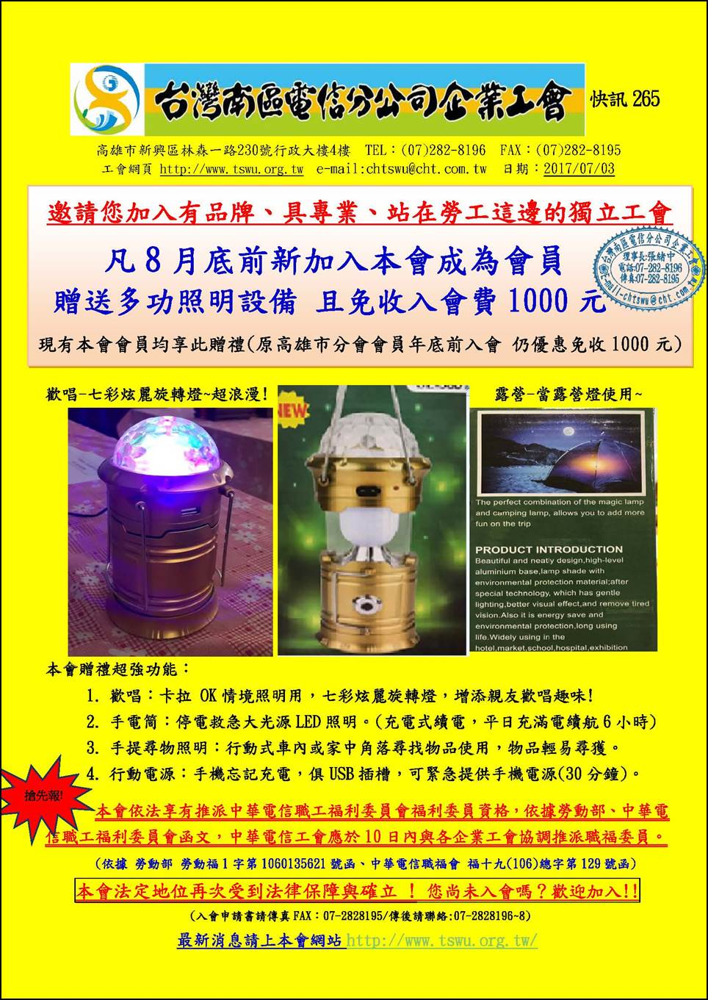 台灣南區電信分公司企業工會 快訊 265
高雄市新興區林森一路230號行政大樓4樓 TEL：(07)282-8196 FAX：(07)282-8195
工會網頁 http://www.tswu.org.tw e-mail:chtswu@cht.com.tw 日期：2017/07/03
邀請您加入有品牌、具專業、站在勞工這邊的獨立工會
凡 8 月底前新加入本會成為會員
贈送多功照明設備 且免收入會費 1000 元
台灣南區電信分公司企業工會
理事長:張緒中
電話:07-282-8196
傳真:07-282-8195
e-mail-chtswu@cht.com.tw
現有本會會員均享此贈禮(原高雄市分會會員年底前入會 仍優惠免收 1000 元)
歡唱-七彩炫麗旋轉燈~超浪漫!
露營-當露營燈使用~
NEW
The perfect combination of the magic lamp
and camping lamp, allows you to add more
fun on the trip
PRODUCT INTRODUCTION
Beautiful and neatly design,high-level
aluminium base,lamp shade with
environmental protection material;after
special technology, which has gentle
lighting,better visual effect,and remove tired
vision.Also it is energy save and
environmental protection,long using
life.Widely using in the
hotel,market,school,hospital,exhibition
本會贈禮超強功能：
1. 歡唱：卡拉 OK 情境照明用，七彩炫麗旋轉燈，增添親友歡唱趣味!
2. 手電筒：停電救急大光源 LED 照明。(充電式續電，平日充滿電續航 6 小時)
3. 手提尋物照明：行動式車內或家中角落尋找物品使用，物品輕易尋獲。
4. 行動電源：手機忘記充電，俱 USB 插槽，可緊急提供手機電源(30 分鐘)。
搶先報!
本會依法享有推派中華電信職工福利委員會福利委員資格，依據勞動部、中華電
信職工福利委員會函文，中華電信工會應於 10 日內與各企業工會協調推派職福委員。
(依據 勞動部 勞動福 1 字第 1060135621 號函、中華電信職福會 福十九(106)總字第 129 號函)
本會法定地位再次受到法律保障與確立 ! 您尚未入會嗎？歡迎加入!!
(入會申請書請傳真 FAX：07-2828195/傳後請聯絡:07-2828196~8)
最新消息請上本會網站 http://www.tswu.org.tw/